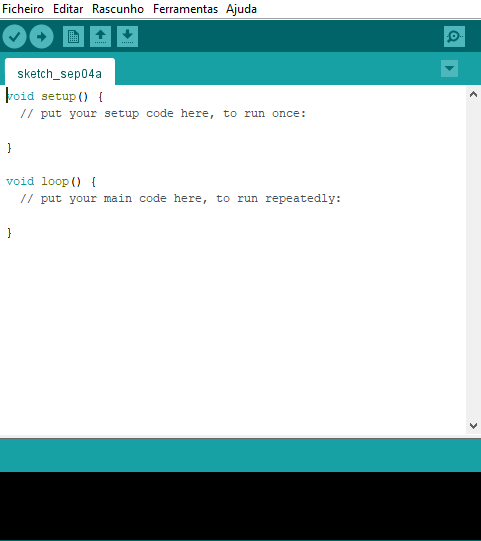 Ficheiro Editar Rascunho Ferramentas Ajuda
sketch_sep04a
void setup() {
  // put your setup code here, to run once:
}
void loop() {
  // put your main code here, to run repeatedly:
}